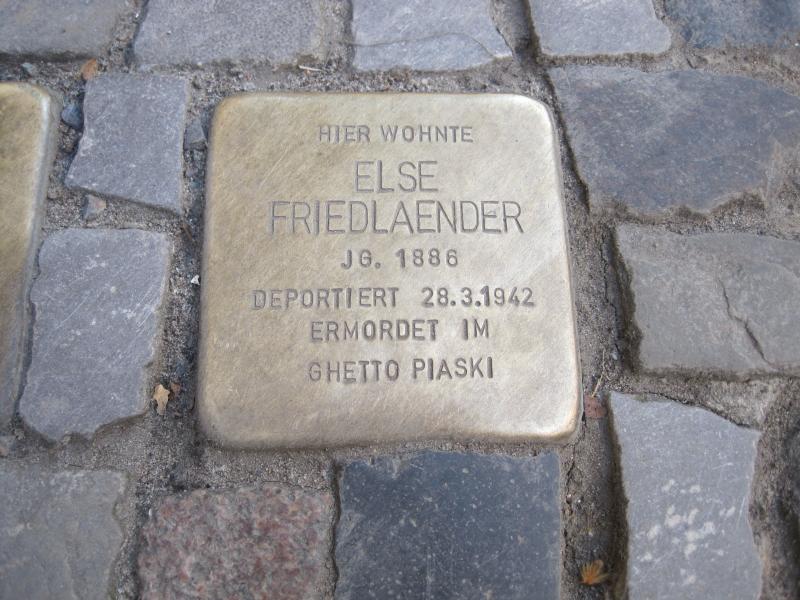 HIER WOHNTE
ELSE
FRIEDLAENDER
JG. 1886
DEPORTIERT 28.3.1942
ERMORDET IM
GHETTO PIASKI